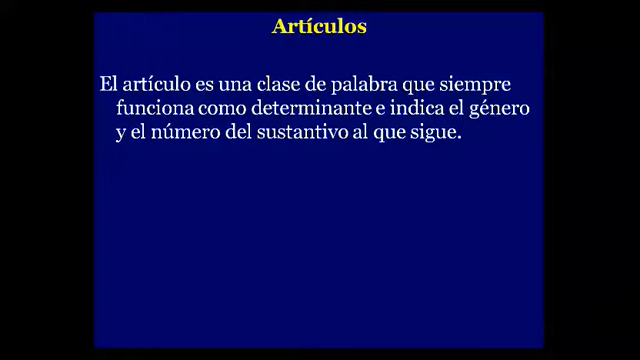 Artículos
El artículo es una clase de palabra que siempre
funciona como determinante e indica el género
y el número del sustantivo al que sigue.